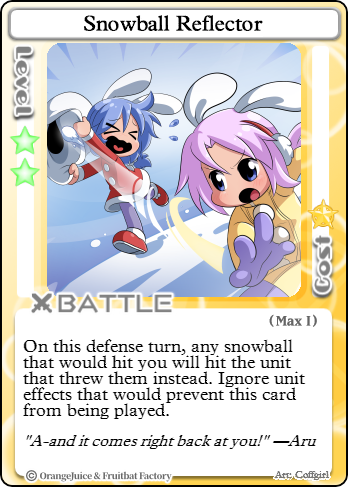 Snowball Reflector
Level
Cost
BATTLE
(Max 1)
On this defense turn, any snowball
that would hit you will hit the unit
that threw them instead. Ignore unit
effects that would prevent this card
from being played.
"A-and it comes right back at you!" —Aru
© OrangeJuice & Fruitbat Factory
Art: Coffgirl